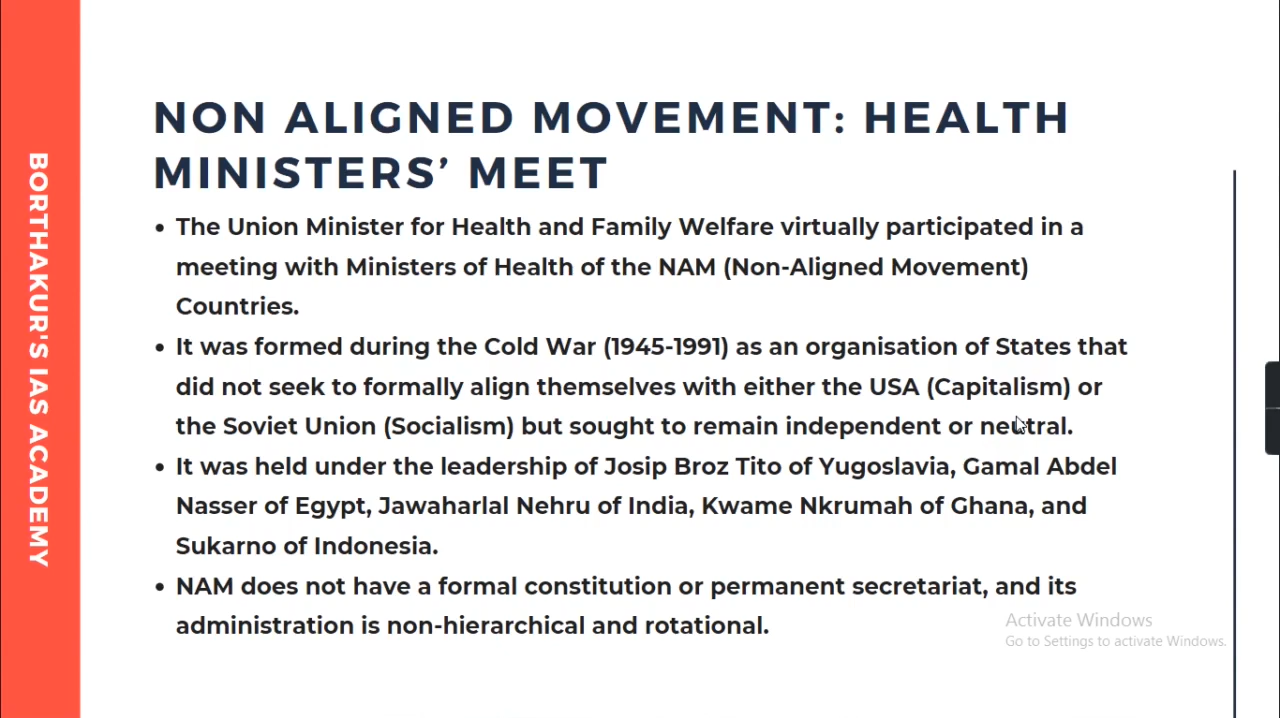 BORTHAKUR'S IAS ACADEMY
NON ALIGNED MOVEMENT: HEALTH
MINISTERS’ MEET
• The Union Minister for Health and Family Welfare virtually participated in a
meeting with Ministers of Health of the NAM (Non-Aligned Movement)
Countries.
• It was formed during the Cold War (1945-1991) as an organisation of States that
did not seek to formally align themselves with either the USA (Capitalism) or
the Soviet Union (Socialism) but sought to remain independent or neutral.
• It was held under the leadership of Josip Broz Tito of Yugoslavia, Gamal Abdel
Nasser of Egypt, Jawaharlal Nehru of India, Kwame Nkrumah of Ghana, and
Sukarno of Indonesia.
• NAM does not have a formal constitution or permanent secretariat, and its
administration is non-hierarchical and rotational.
Activate Windows
Go to Settings to activate Windows.